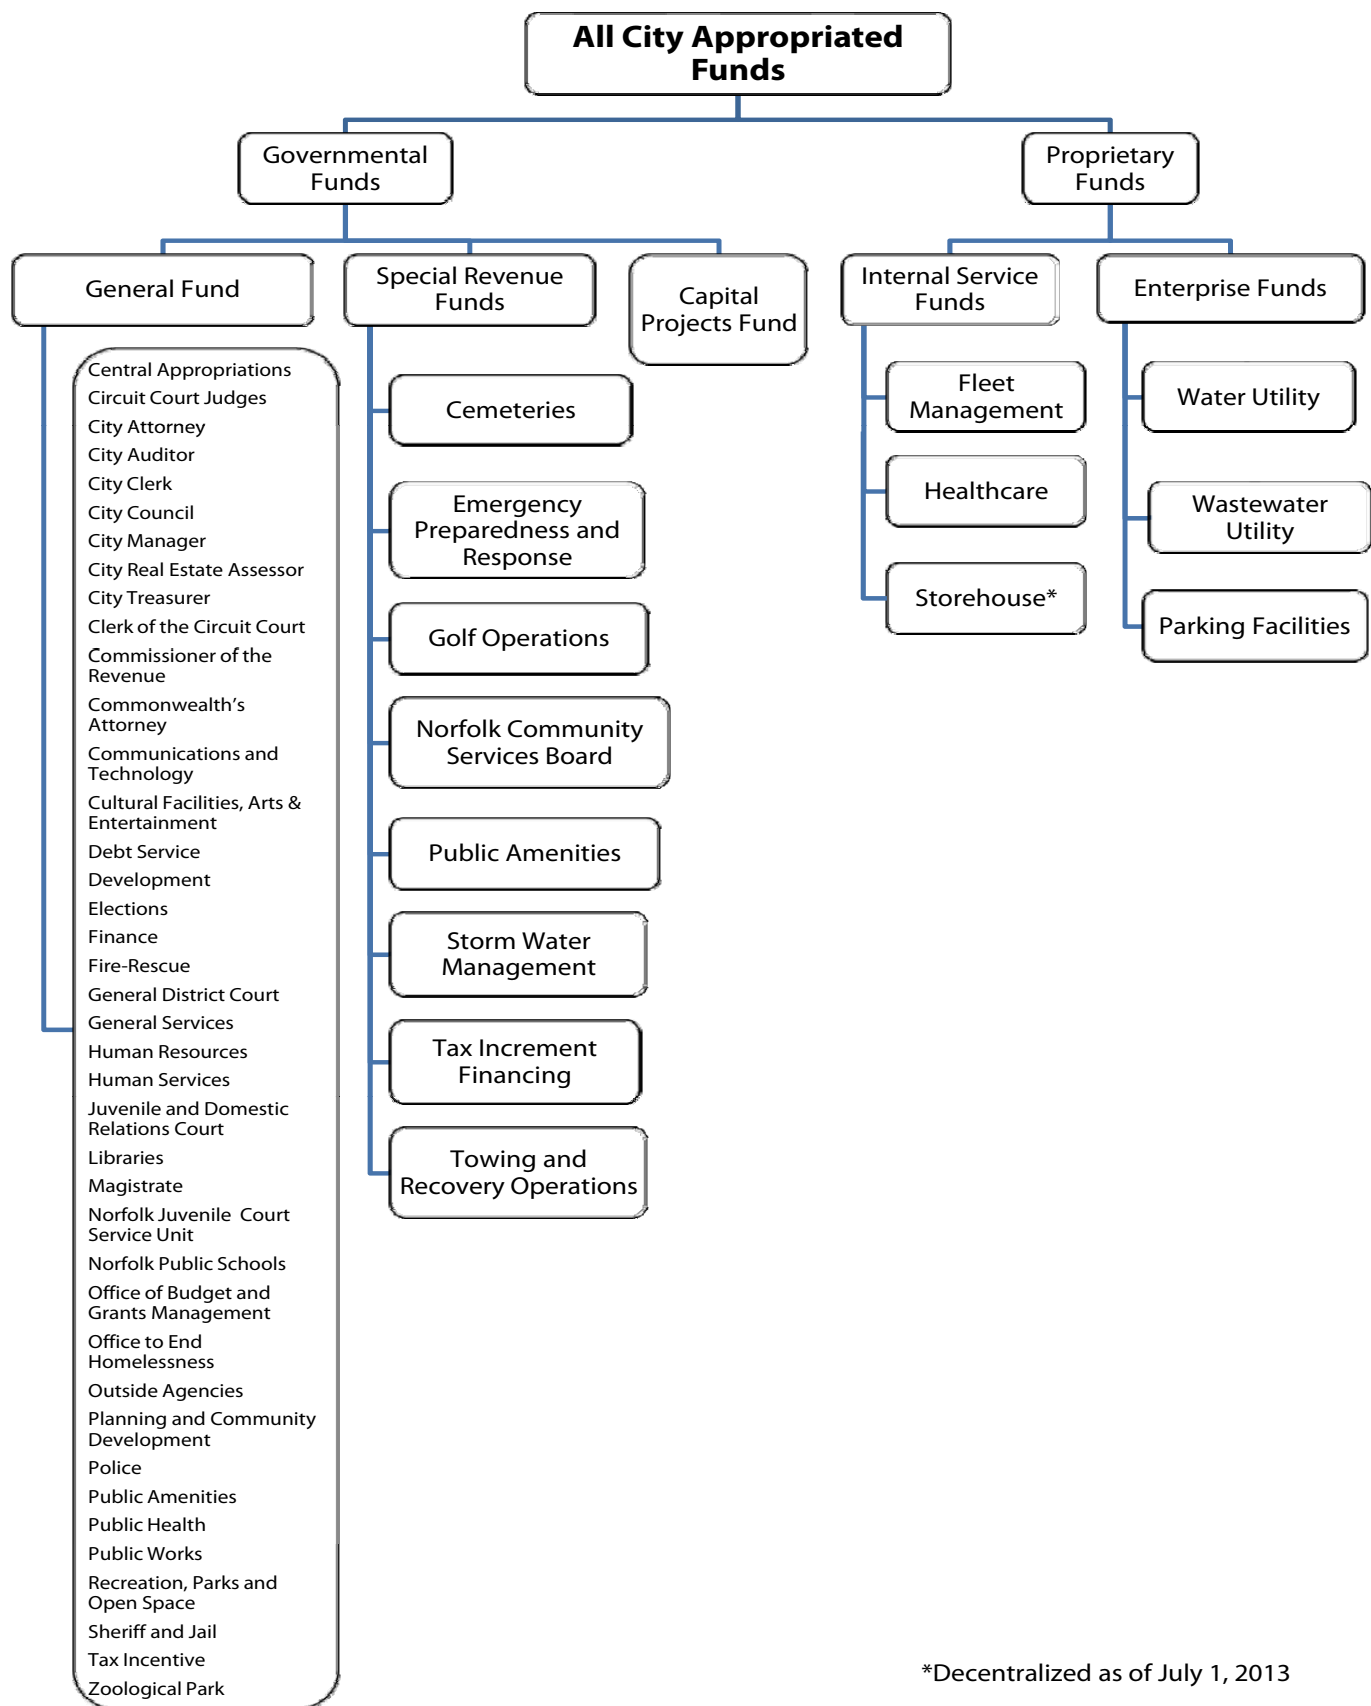 All City Appropriated
Funds
Governmental
Funds
Proprietary
Funds
General Fund
Special Revenue
Funds
Capital
Projects Fund
Internal Service
Funds
Enterprise Funds
Central Appropriations
Circuit Court Judges
City Attorney
City Auditor
City Clerk
City Council
City Manager
City Real Estate Assessor
City Treasurer
Clerk of the Circuit Court
Commissioner of the
Revenue
Commonwealth’s
Attorney
Communications and
Technology
Cultural Facilities, Arts &
Entertainment
Debt Service
Development
Elections
Finance
Fire-Rescue
General District Court
General Services
Human Resources
Human Services
Juvenile and Domestic
Relations Court
Libraries
Magistrate
Norfolk Juvenile Court
Service Unit
Norfolk Public Schools
Office of Budget and
Grants Management
Office to End
Homelessness
Outside Agencies
Planning and Community
Development
Police
Public Amenities
Public Health
Public Works
Recreation, Parks and
Open Space
Sheriff and Jail
Tax Incentive
Zoological Park
Cemeteries
Emergency
Preparedness and
Response
Golf Operations
Norfolk Community
Services Board
Public Amenities
Storm Water
Management
Tax Increment
Financing
Towing and
Recovery Operations
Fleet
Management
Healthcare
Storehouse*
Water Utility
Wastewater
Utility
Parking Facilities
*Decentralized as of July 1, 2013